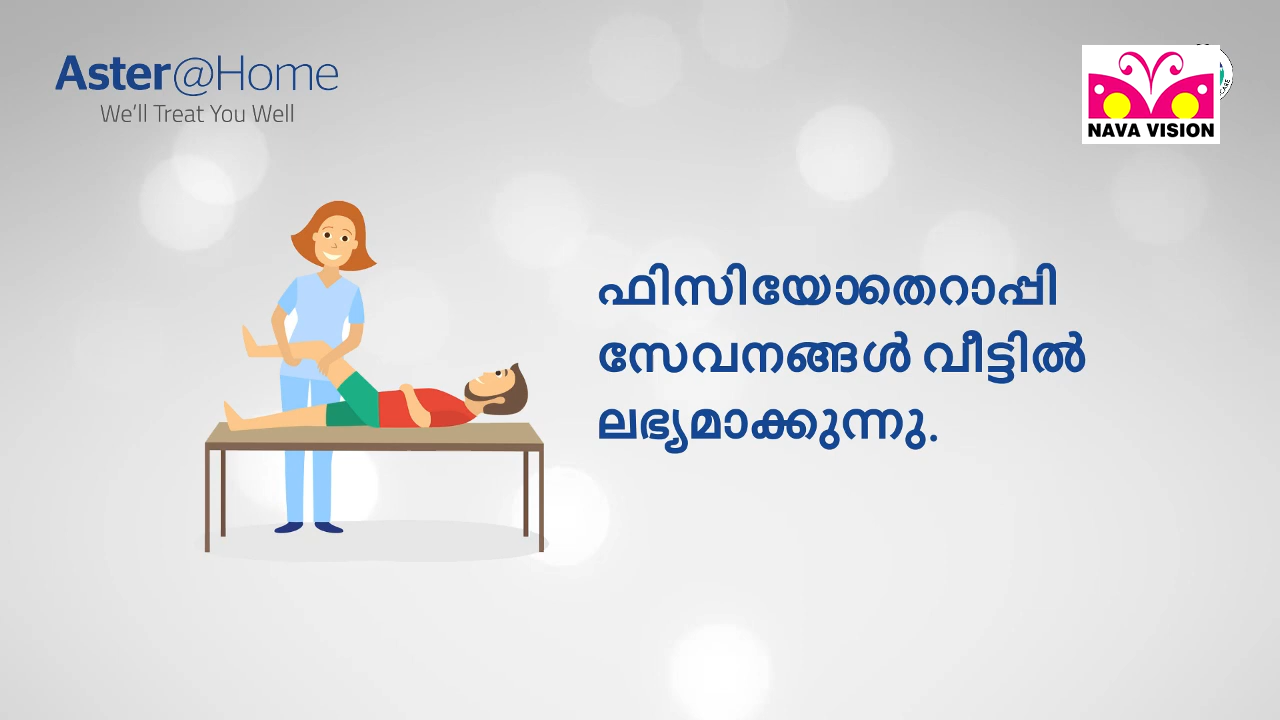 Aster@Home
We'll Treat You Well
NAVA VISION
ഫിസിയോതെറാപ്പി
സേവനങ്ങൾ വീട്ടിൽ
ലഭ്യമാക്കുന്നു.